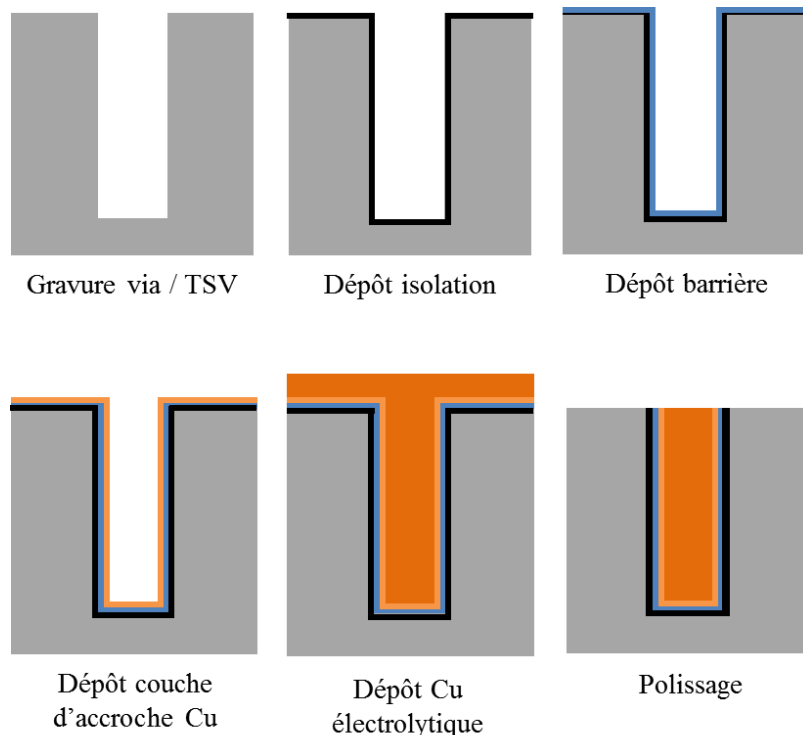 Gravure via / TSV
Dépôt isolation
Dépôt barrière
Dépôt couche
d’accroche Cu
Dépôt Cu
électrolytique
Polissage